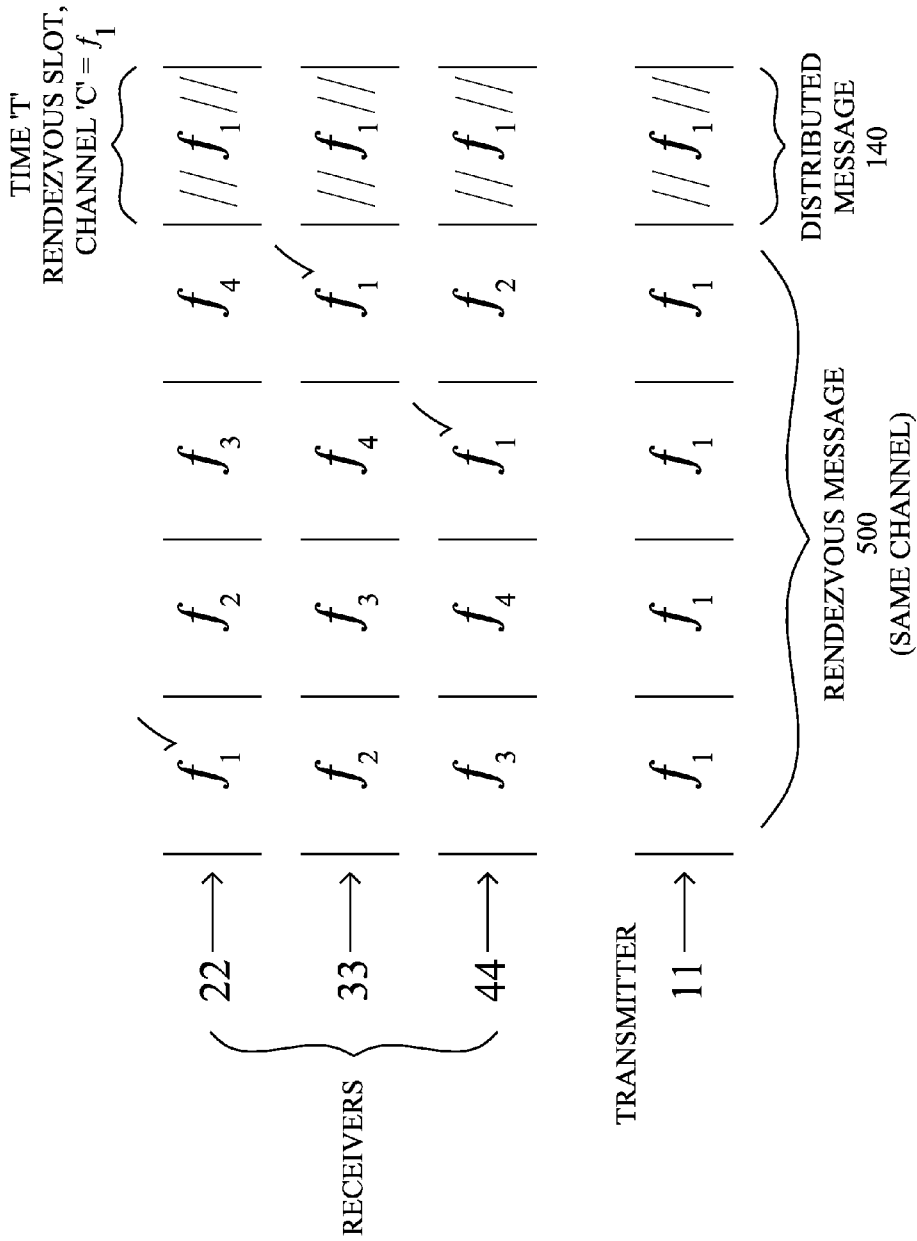 TIME 'T'
RENDEZVOUS SLOT,
CHANNEL 'C' = f1
RECEIVERS
22 f1 f2 f3 f4 f1
33 f2 f3 f4 f1 f1
44 f3 f4 f1 f2 f1
TRANSMITTER
11 f1 f1 f1 f1 f1
RENDEZVOUS MESSAGE
500
(SAME CHANNEL)
DISTRIBUTED
MESSAGE
140